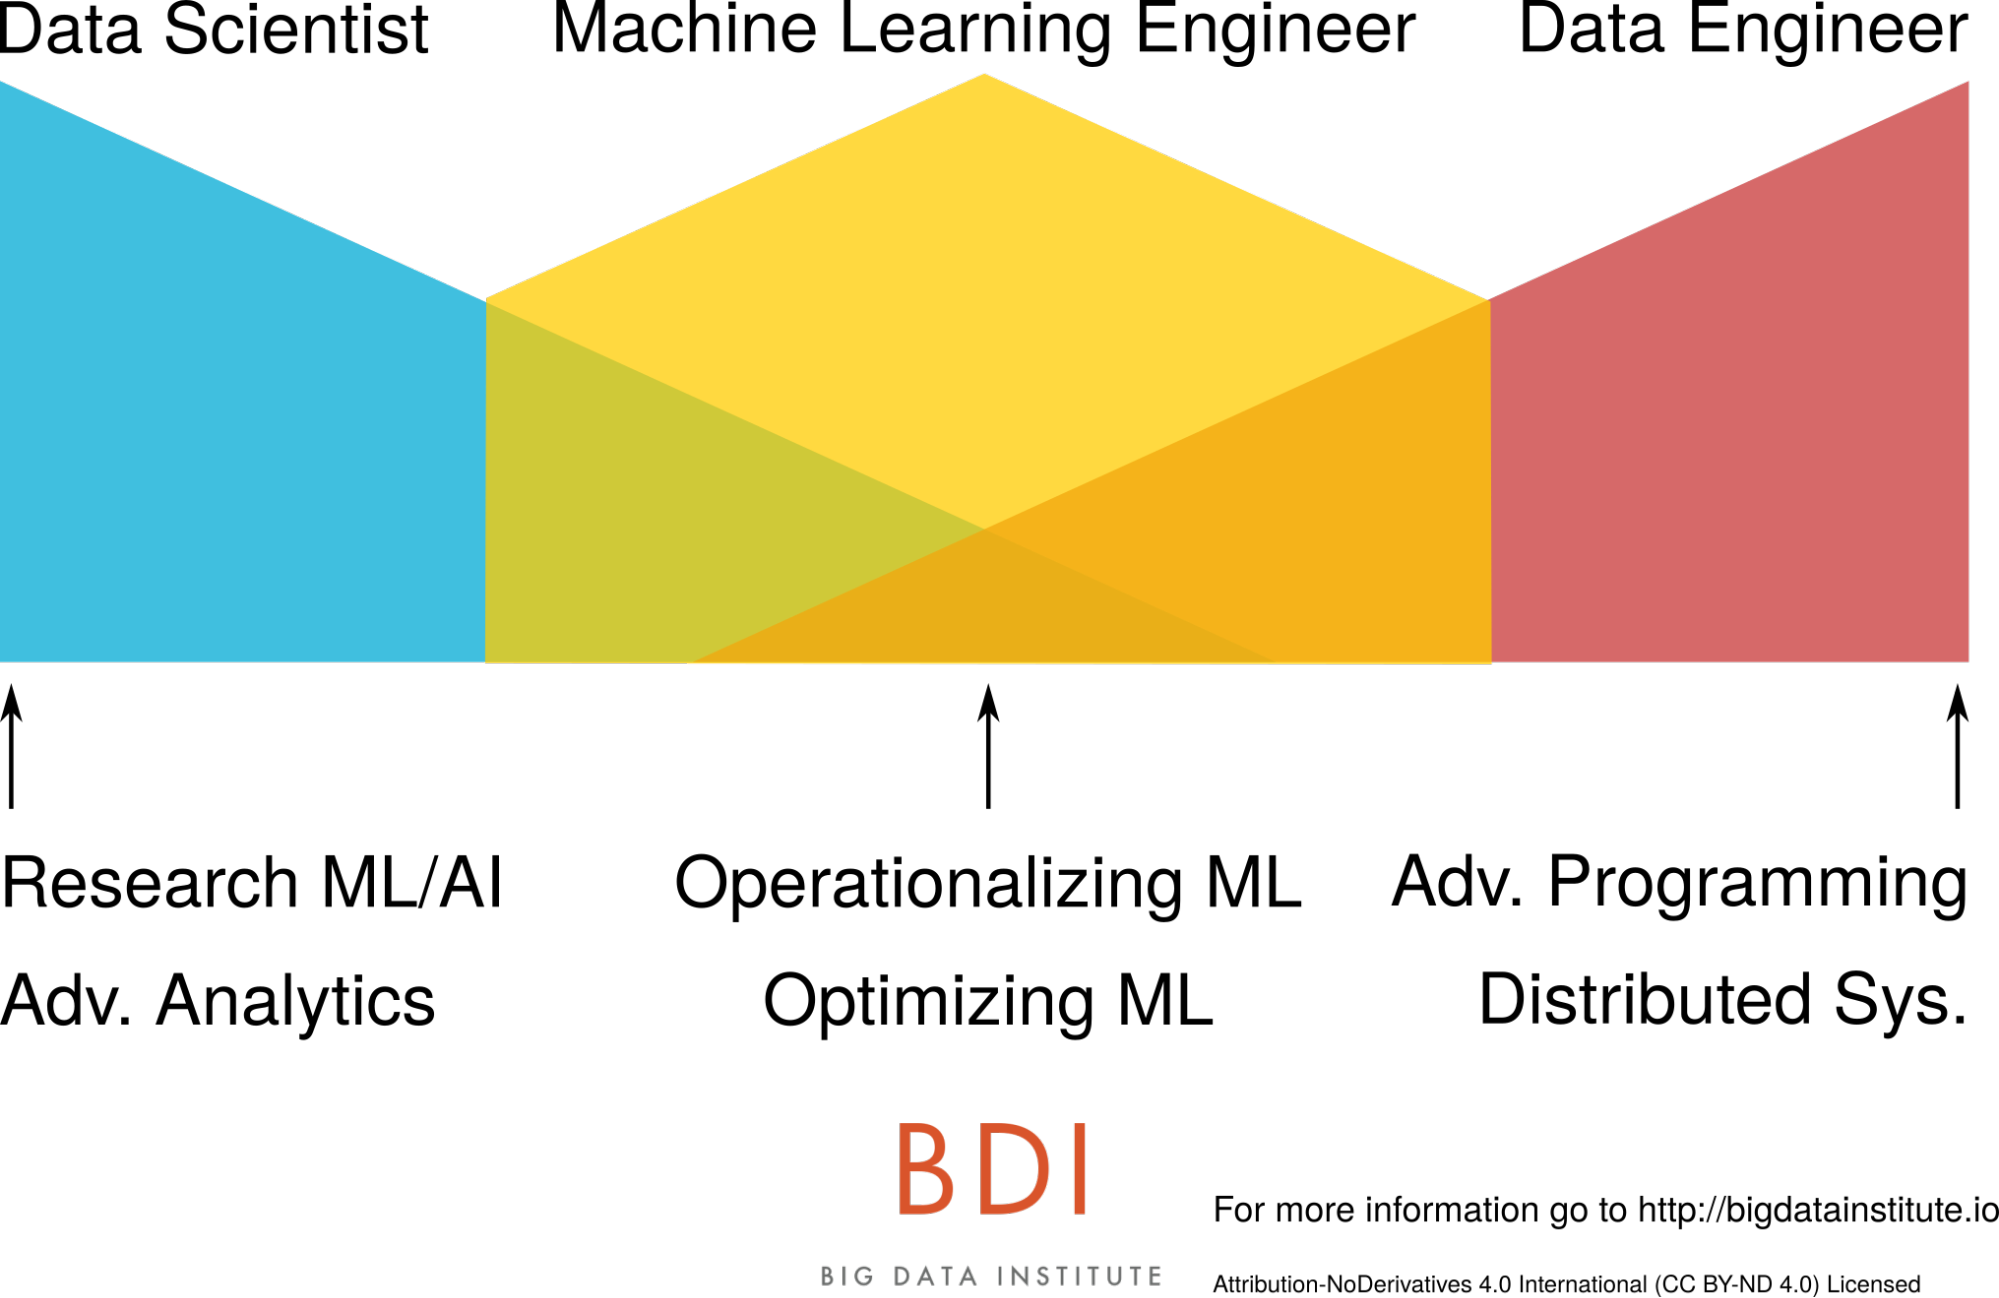 Data Scientist
Machine Learning Engineer
Data Engineer
Research ML/AI
Operationalizing ML
Adv. Programming
Adv. Analytics
Optimizing ML
Distributed Sys.
BDI
BIG DATA INSTITUTE
For more information go to http://bigdatainstitute.io
Attribution-NoDerivatives 4.0 International (CC BY-ND 4.0) Licensed